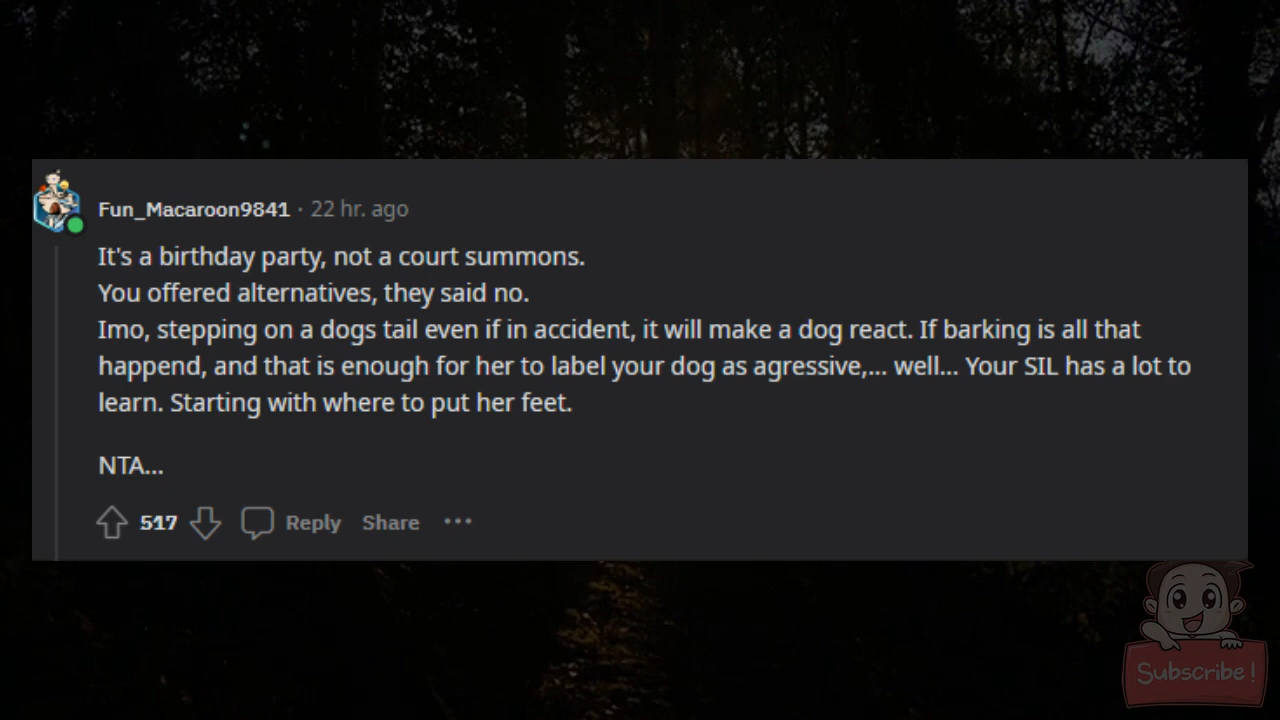 Fun_Macaroon9841 · 22 hr. ago
It's a birthday party, not a court summons.
You offered alternatives, they said no.
Imo, stepping on a dogs tail even if in accident, it will make a dog react. If barking is all that
happend, and that is enough for her to label your dog as agressive,... well... Your SIL has a lot to
learn. Starting with where to put her feet.
NTA...
517 Reply Share ···
Subscribe !